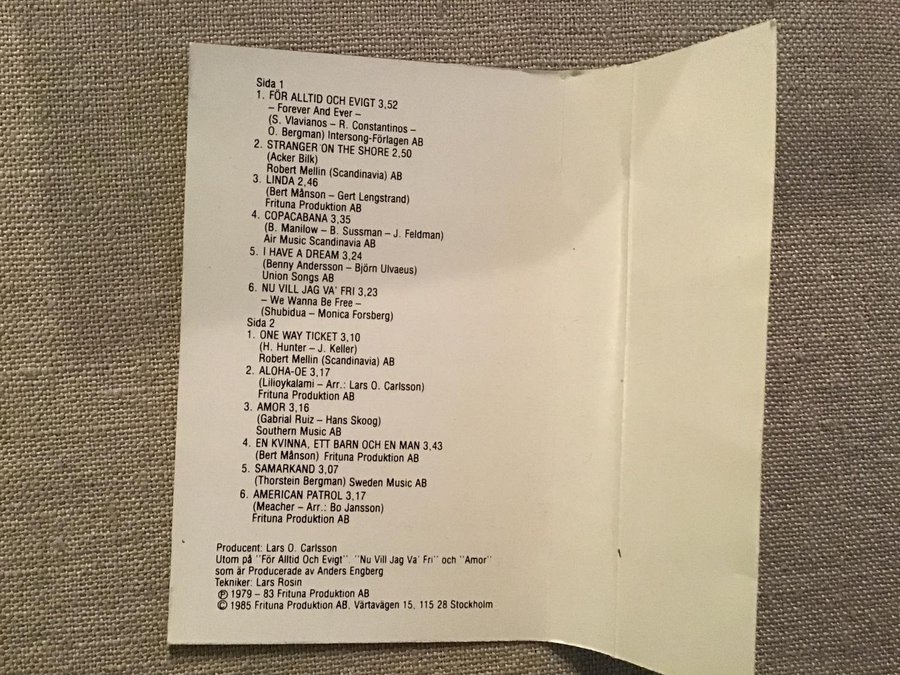 Sida 1
1. FÖR ALLTID OCH EVIGT 3,52
– Forever And Ever –
(S. Vlavianos – R. Constantinos –
O. Bergman) Intersong-Förlagen AB
2. STRANGER ON THE SHORE 2,50
(Acker Bilk)
Robert Mellin (Scandinavia) AB
3. LINDA 2,46
(Bert Månson – Gert Lengstrand)
Frituna Produktion AB
4. COPACABANA 3,35
(B. Manilow – B. Sussman – J. Feldman)
Air Music Scandinavia AB
5. I HAVE A DREAM 3,24
(Benny Andersson – Björn Ulvaeus)
Union Songs AB
6. NU VILL JAG VA' FRI 3,23
– We Wanna Be Free –
(Shubidua – Monica Forsberg)
Sida 2
1. ONE WAY TICKET 3,10
(H. Hunter – J. Keller)
Robert Mellin (Scandinavia) AB
2. ALOHA-OE 3,17
(Lilioykalami – Arr.: Lars O. Carlsson)
Frituna Produktion AB
3. AMOR 3,16
(Gabrial Ruiz – Hans Skoog)
Southern Music AB
4. EN KVINNA, ETT BARN OCH EN MAN 3,43
(Bert Månson) Frituna Produktion AB
5. SAMARKAND 3,07
(Thorstein Bergman) Sweden Music AB
6. AMERICAN PATROL 3,17
(Meacher – Arr.: Bo Jansson)
Frituna Produktion AB
Producent: Lars O. Carlsson
Utom på "För Alltid Och Evigt". "Nu Vill Jag Va' Fri" och "Amor"
som är Producerade av Anders Engberg
Tekniker: Lars Rosin
Ⓟ 1979 – 83 Frituna Produktion AB
© 1985 Frituna Produktion AB, Värtavägen 15, 115 28 Stockholm